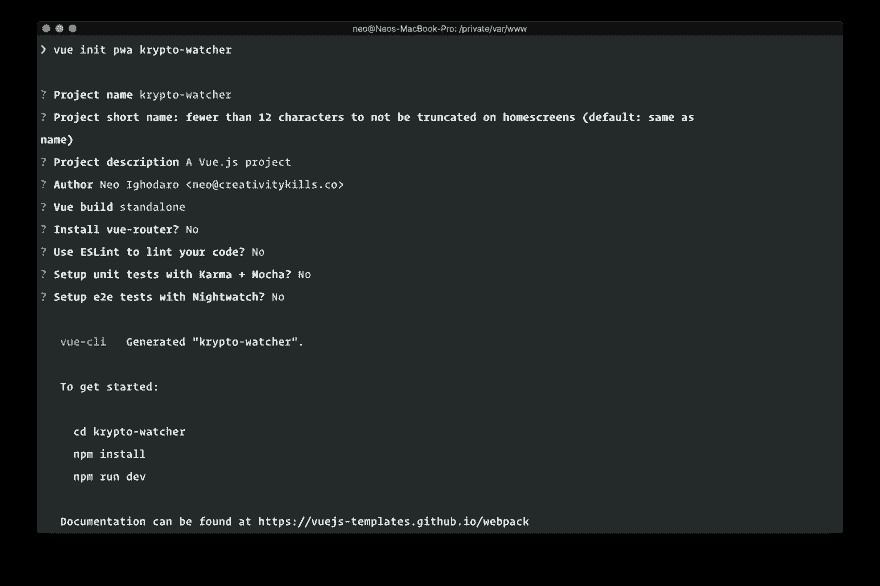 neo@Neos-MacBook-Pro: /private/var/www
❯ vue init pwa krypto-watcher
? Project name krypto-watcher
? Project short name: fewer than 12 characters to not be truncated on homescreens (default: same as
name)
? Project description A Vue.js project
? Author Neo Ighodaro <neo@creativitykills.co>
? Vue build standalone
? Install vue-router? No
? Use ESLint to lint your code? No
? Setup unit tests with Karma + Mocha? No
? Setup e2e tests with Nightwatch? No
vue-cli Generated "krypto-watcher".
To get started:
cd krypto-watcher
npm install
npm run dev
Documentation can be found at https://vuejs-templates.github.io/webpack